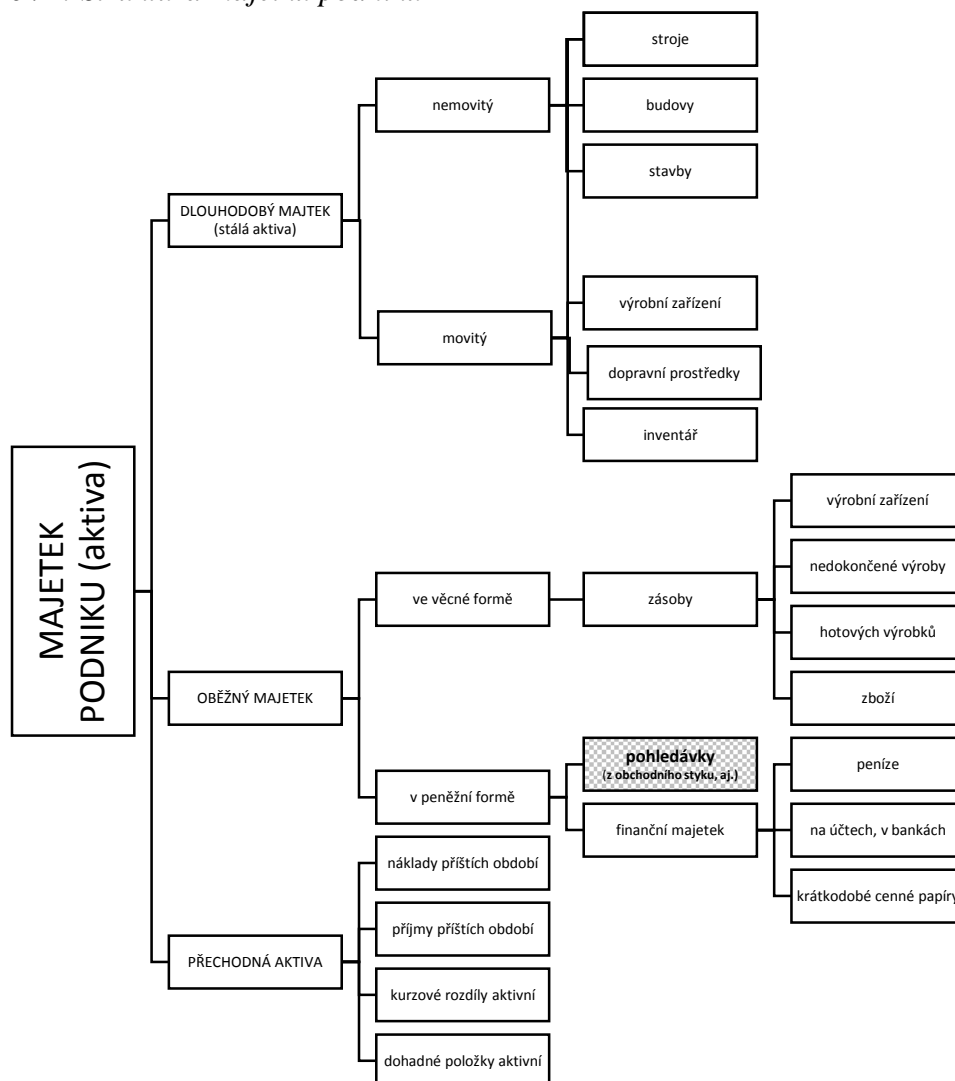 stroje
nemovitý
budovy
stavby
DLOUHODOBÝ MAJTEK
(stálá aktiva)
výrobní zařízení
movitý
dopravní prostředky
inventář
MAJETEK
PODNIKU (aktiva)
výrobní zařízení
nedokončené výroby
ve věcné formě
zásoby
hotových výrobků
OBĚŽNÝ MAJETEK
zboží
pohledávky
(z obchodního styku, aj.)
peníze
v peněžní formě
finanční majetek
na účtech, v bankách
krátkodobé cenné papíry
náklady příštích období
příjmy příštích období
PŘECHODNÁ AKTIVA
kurzové rozdíly aktivní
dohadné položky aktivní